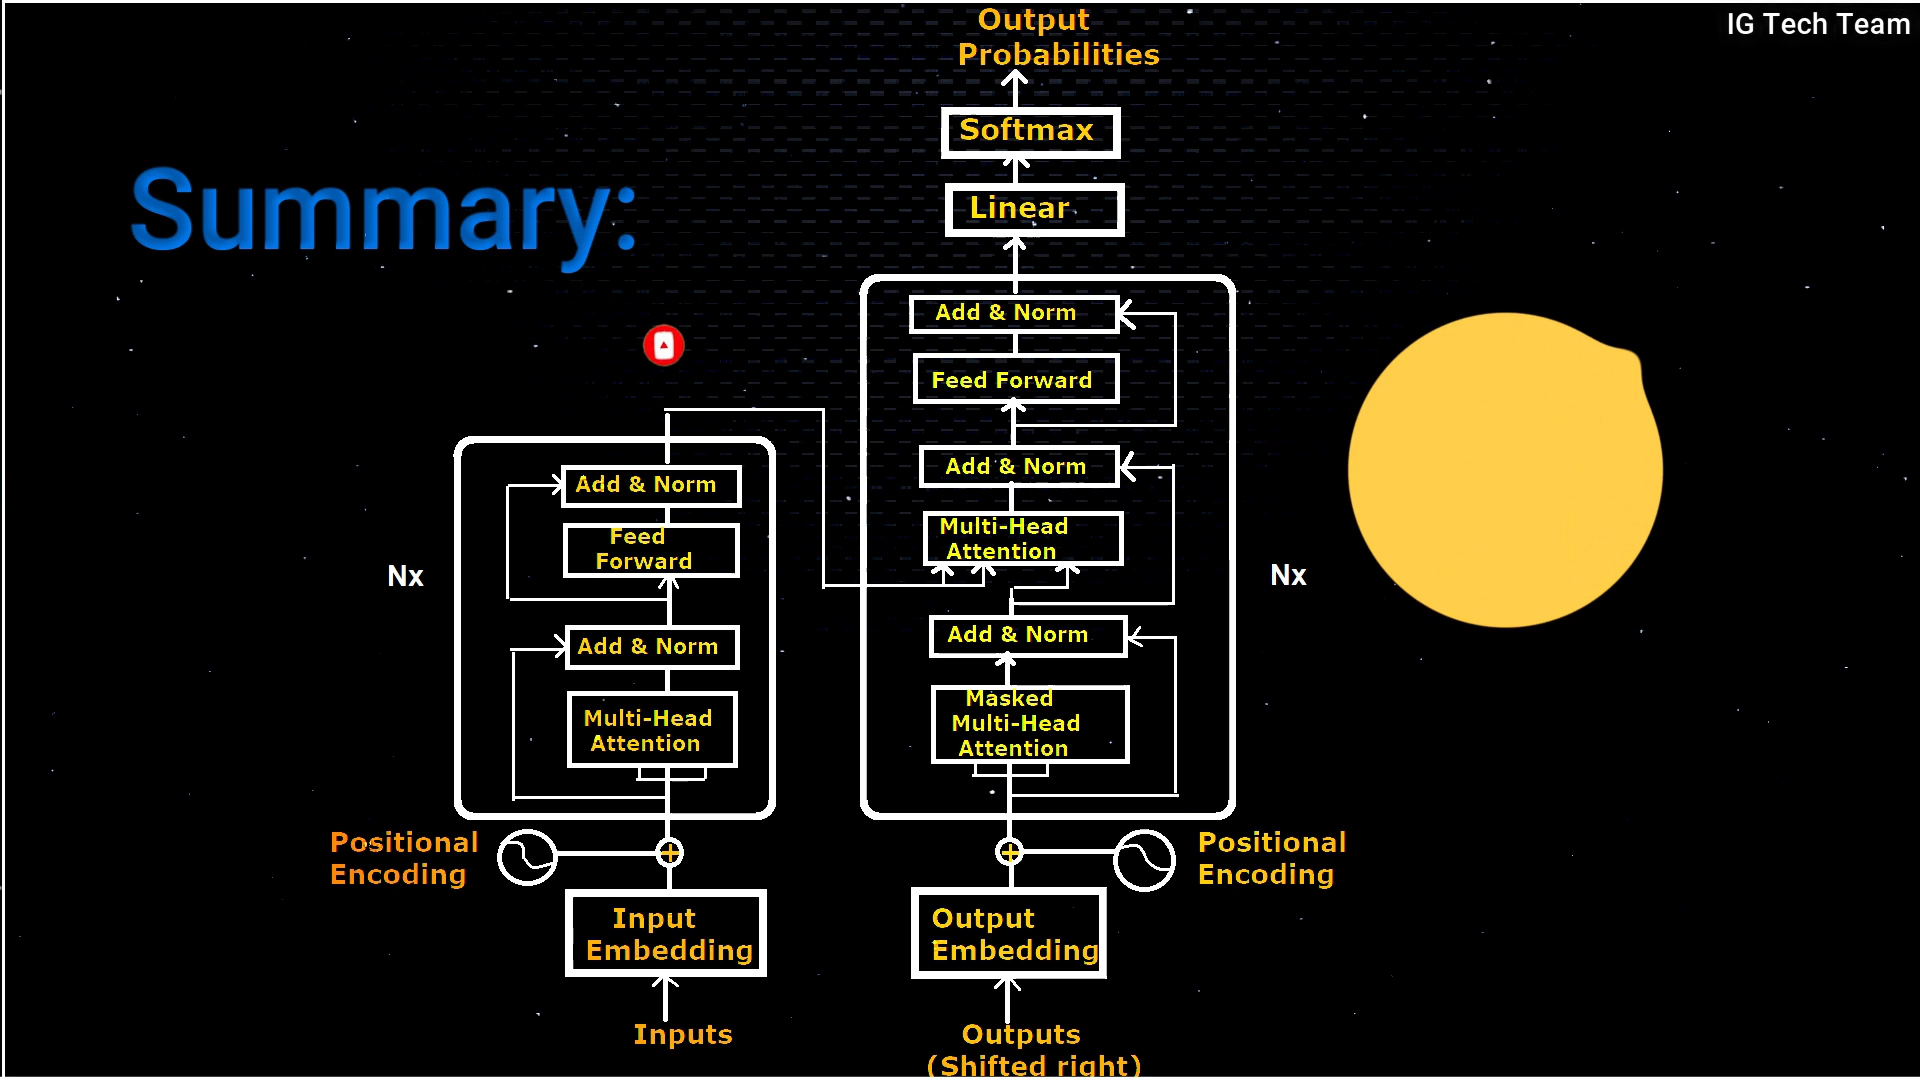 IG Tech Team
Summary:
Output
Probabilities
Softmax
Linear
Add & Norm
Feed Forward
Add & Norm
Multi-Head
Attention
Add & Norm
Masked
Multi-Head
Attention
Nx
Positional
Encoding
Output
Embedding
Outputs
(Shifted right)
Add & Norm
Feed
Forward
Add & Norm
Multi-Head
Attention
Nx
Positional
Encoding
Input
Embedding
Inputs